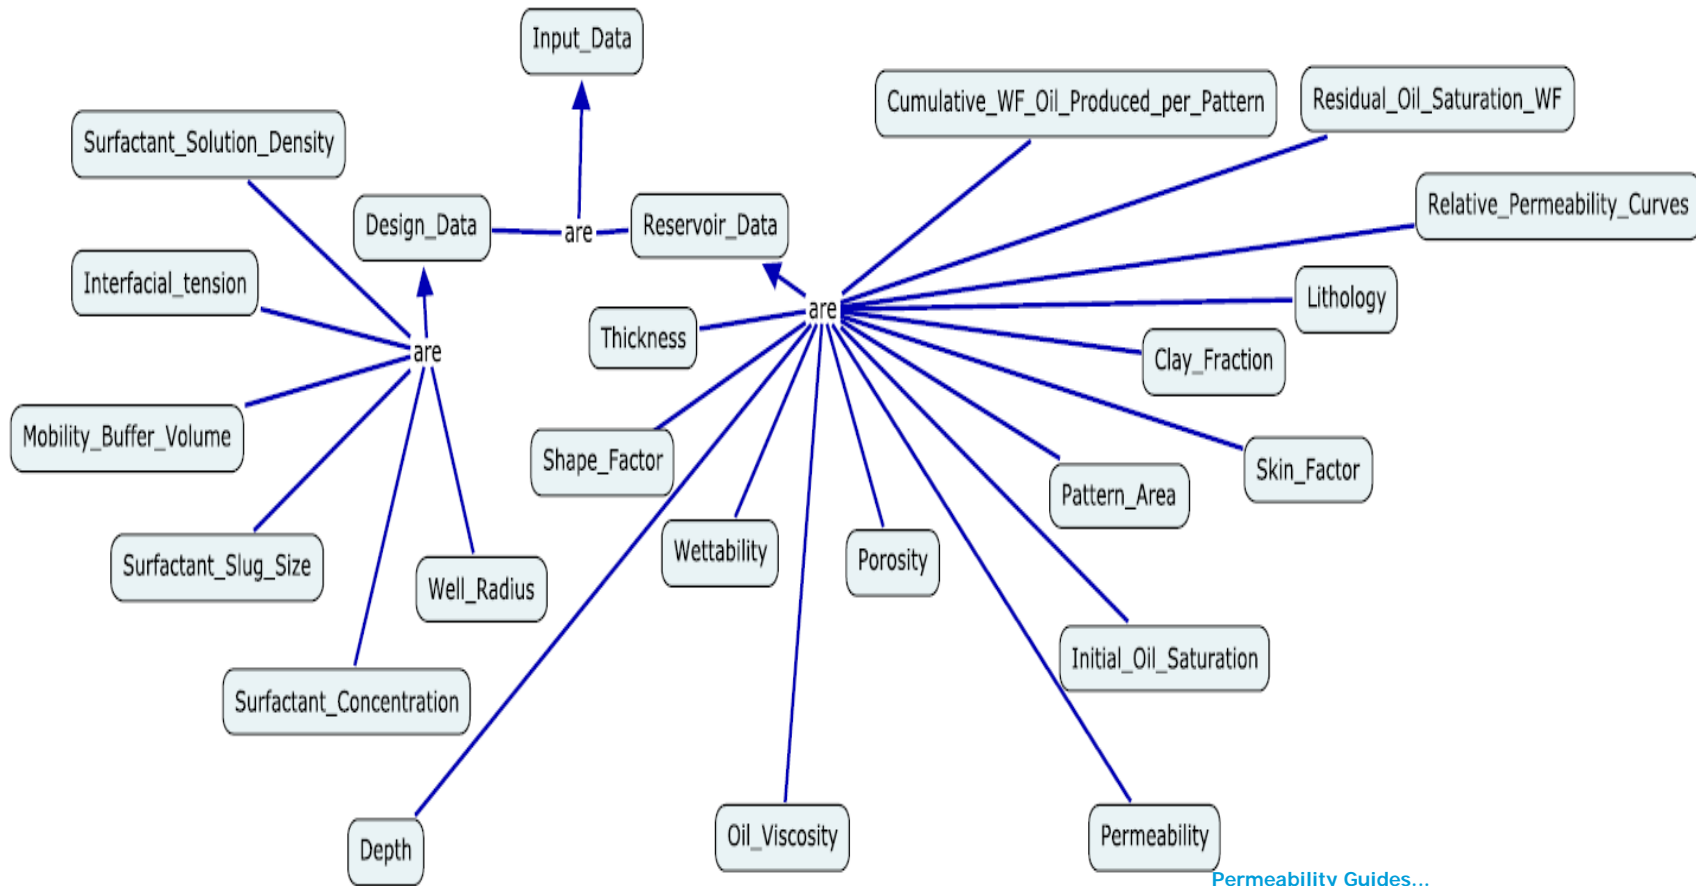 Input_Data
Cumulative_WF_Oil_Produced_per_Pattern
Residual_Oil_Saturation_WF
Surfactant_Solution_Density
Relative_Permeability_Curves
Design_Data
are
Reservoir_Data
Interfacial_tension
Lithology
are
Thickness
are
Clay_Fraction
Mobility_Buffer_Volume
Shape_Factor
Skin_Factor
Pattern_Area
Surfactant_Slug_Size
Well_Radius
Wettability
Porosity
Initial_Oil_Saturation
Surfactant_Concentration
Depth
Oil_Viscosity
Permeability
Permeability Guides...